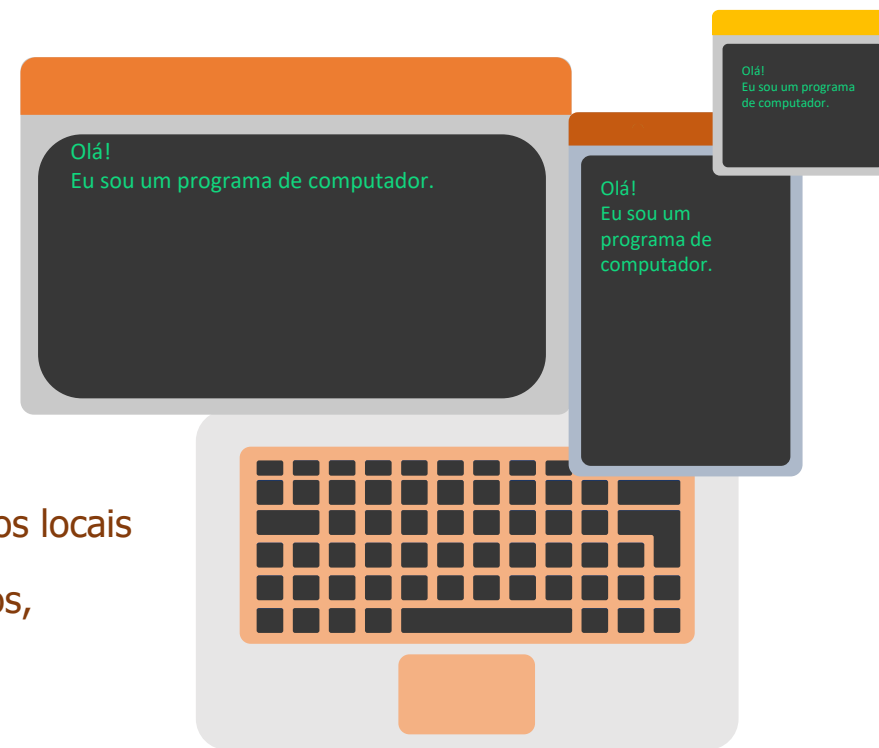 Olá!
Eu sou um programa
de computador.
Olá!
Eu sou um programa de computador.
Olá!
Eu sou um
programa de
computador.
locais